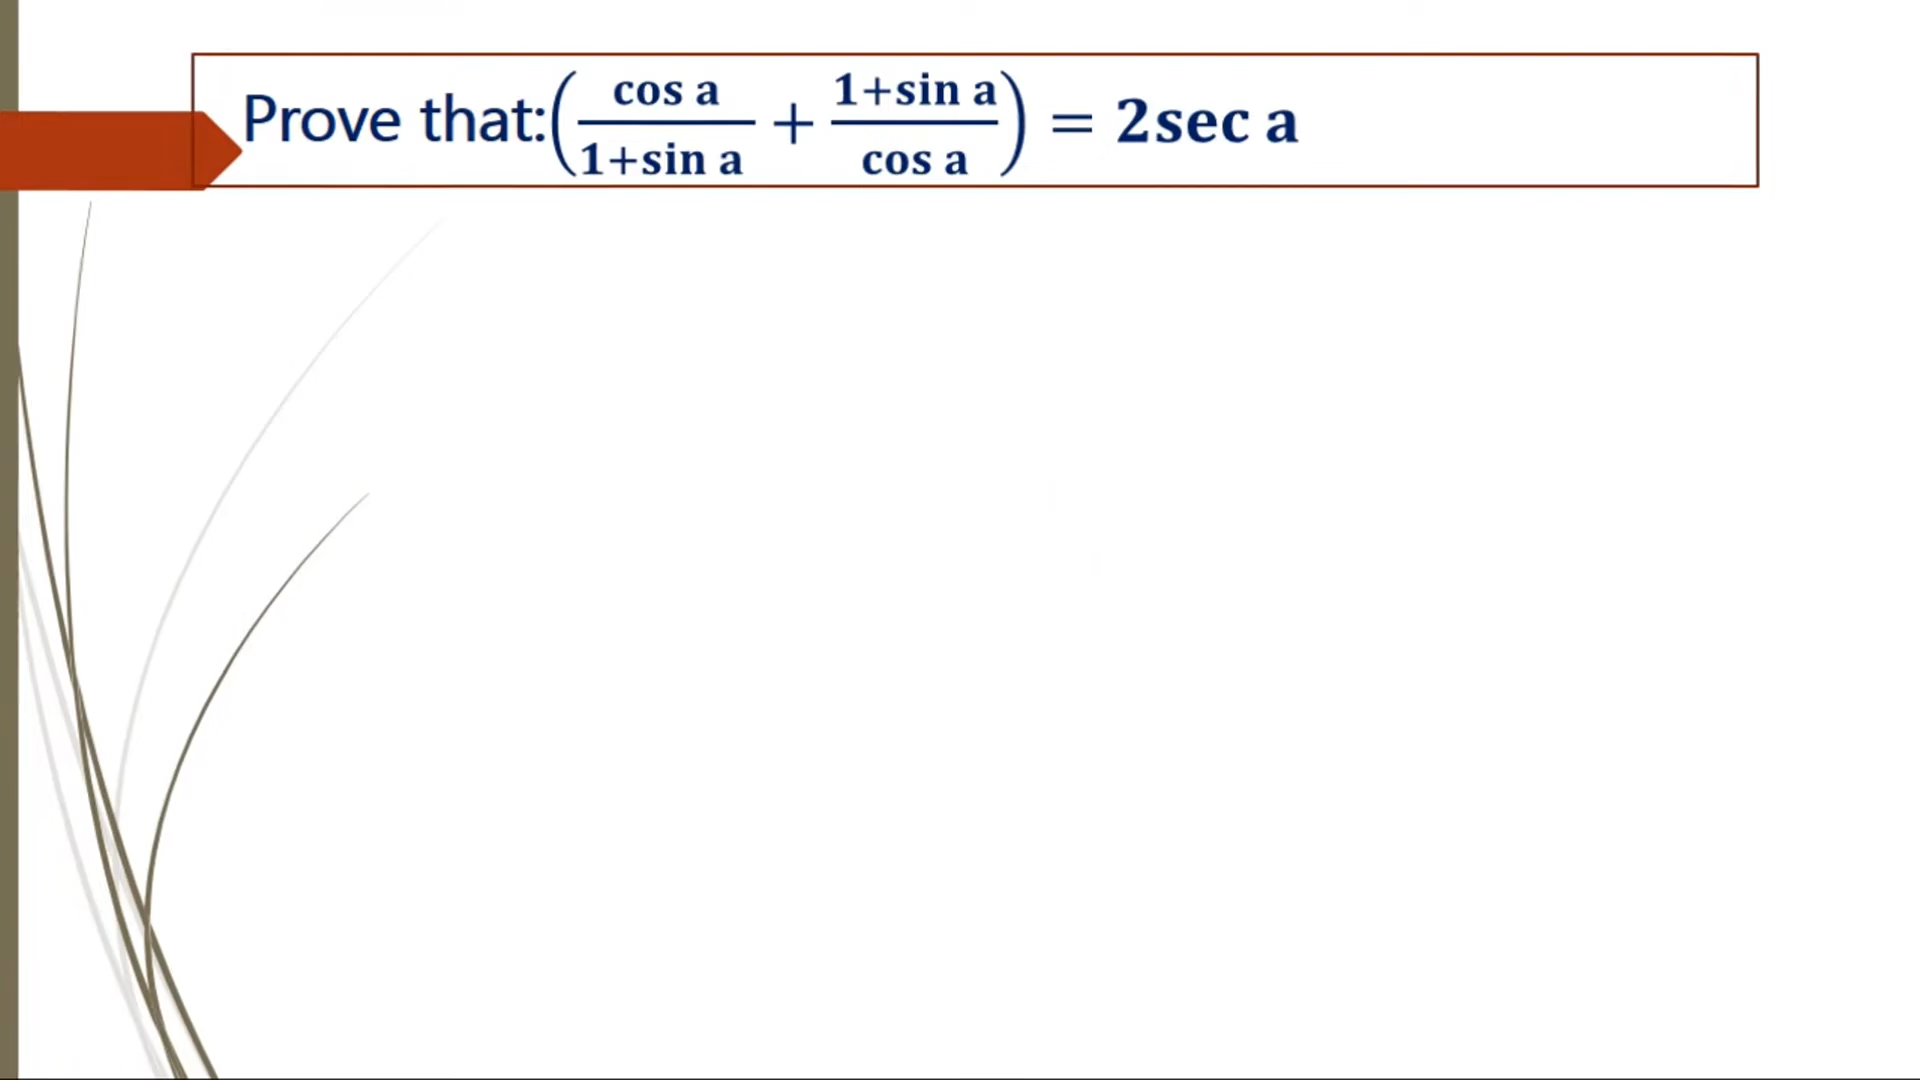 Prove that:(cos a/1+sin a + 1+sin a/cos a) = 2sec a